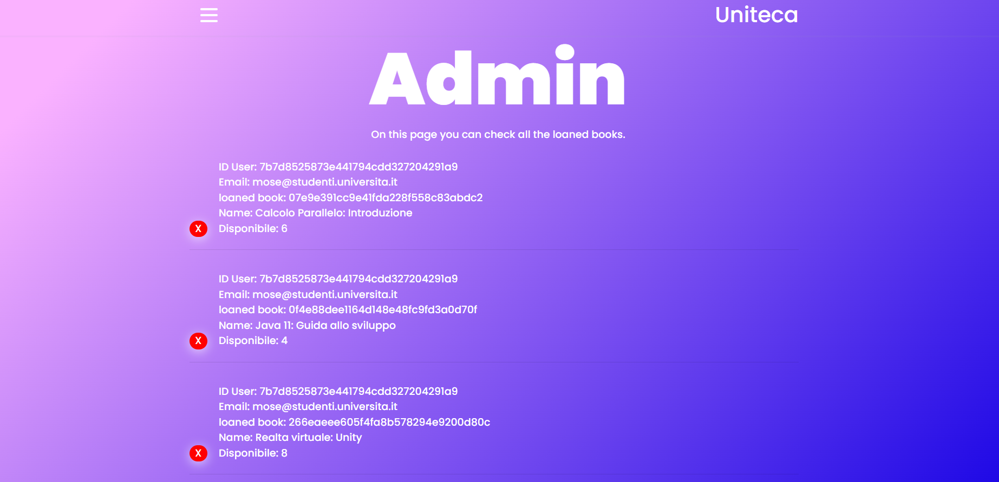 Uniteca
Admin
On this page you can check all the loaned books.
ID User: 7b7d8525873e441794cdd327204291a9
Email: mose@studenti.universita.it
loaned book: 07e9e391cc9e41fda228f558c83abdc2
Name: Calcolo Parallelo: Introduzione
X Disponibile: 6
ID User: 7b7d8525873e441794cdd327204291a9
Email: mose@studenti.universita.it
loaned book: 0f4e88dee1164d148e48fc9fd3a0d70f
Name: Java 11: Guida allo sviluppo
X Disponibile: 4
ID User: 7b7d8525873e441794cdd327204291a9
Email: mose@studenti.universita.it
loaned book: 266eaeee605f4fa8b578294e9200d80c
Name: Realta virtuale: Unity
X Disponibile: 8